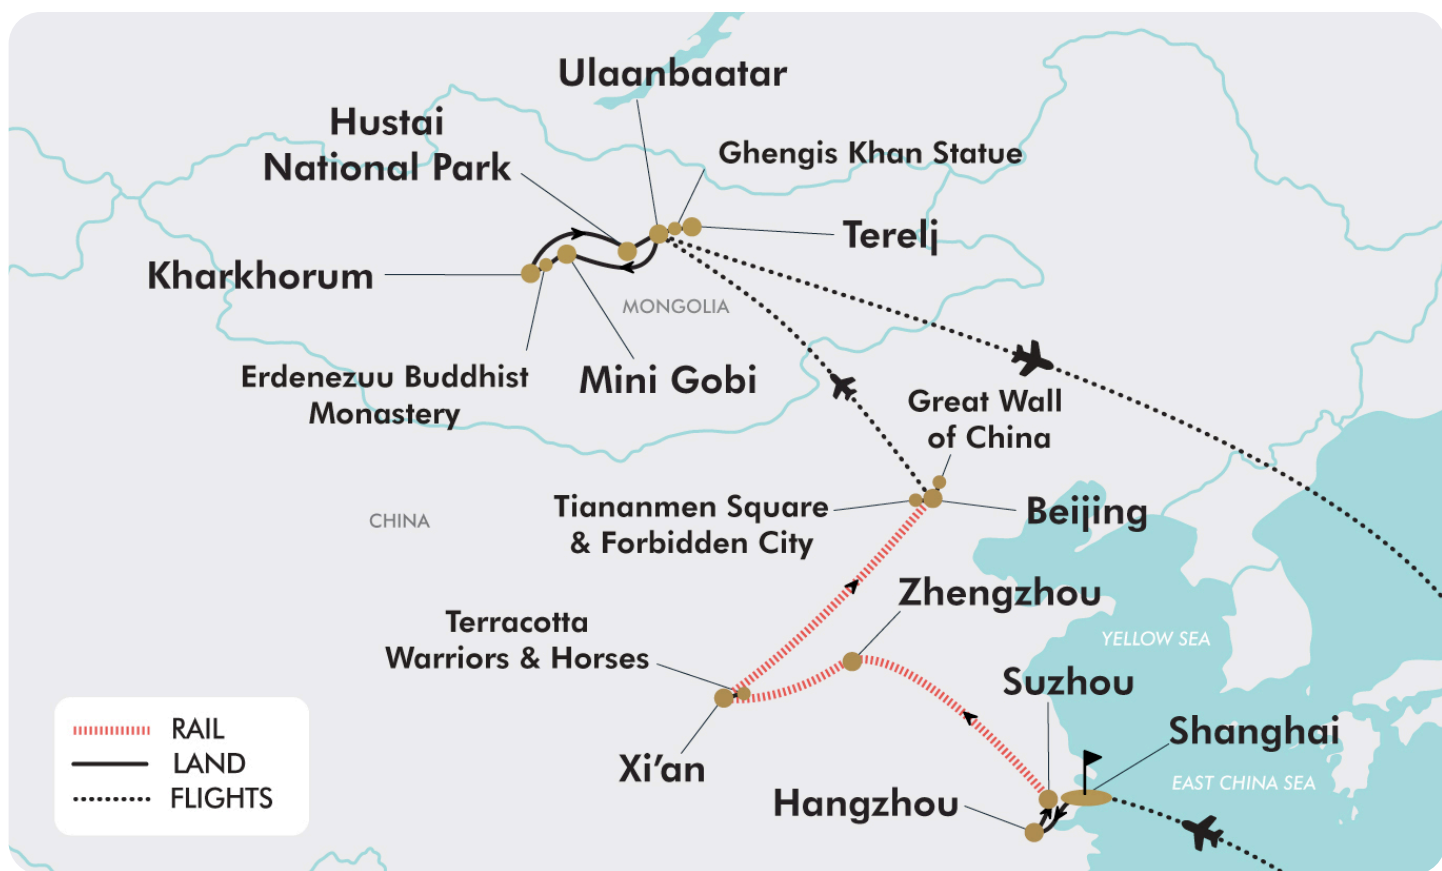 Ulaanbaatar
Hustai
National Park
Ghengis Khan Statue
Terelj
Kharkhorum
MONGOLIA
Erdenezuu Buddhist
Monastery
Mini Gobi
Great Wall
of China
Tiananmen Square
& Forbidden City
Beijing
CHINA
Zhengzhou
Terracotta
Warriors & Horses
YELLOW SEA
Suzhou
Shanghai
Xi’an
EAST CHINA SEA
Hangzhou
RAIL
LAND
FLIGHTS